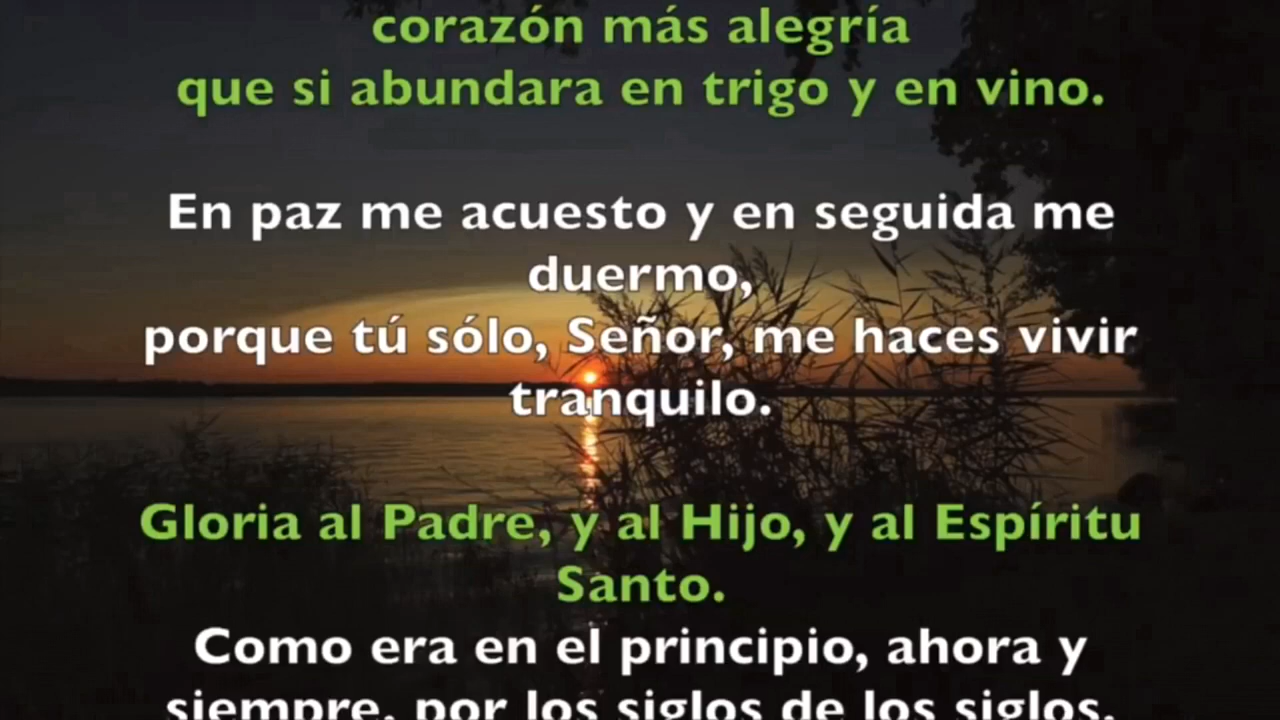 corazón más alegría
que si abundara en trigo y en vino.
En paz me acuesto y en seguida me
duermo,
porque tú sólo, Señor, me haces vivir
tranquilo.
Gloria al Padre, y al Hijo, y al Espíritu
Santo.
Como era en el principio, ahora y
siempre, por los siglos de los siglos.